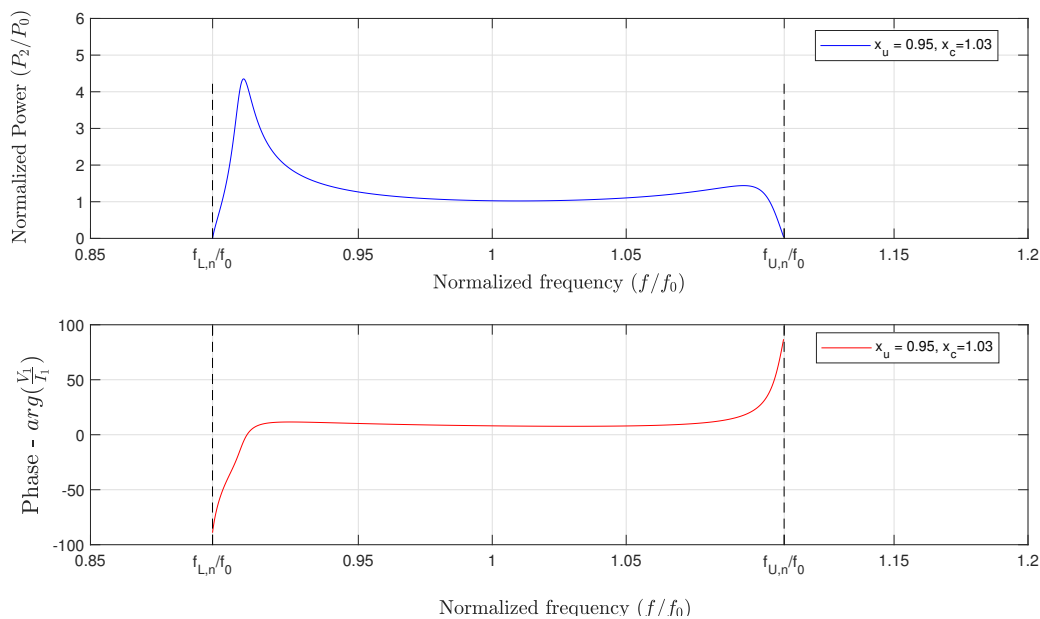 Normalized Power (P₂/P₀)
6
5
4
3
2
1
0
x_u = 0.95, x_c=1.03
0.85
f_L,n/f_0
0.95
1
1.05
f_U,n/f_0
1.15
1.2
Normalized frequency (f/f₀)
Phase - arg(V₁/I₁)
100
50
0
-50
-100
x_u = 0.95, x_c=1.03
0.85
f_L,n/f_0
0.95
1
1.05
f_U,n/f_0
1.15
1.2
Normalized frequency (f/f₀)